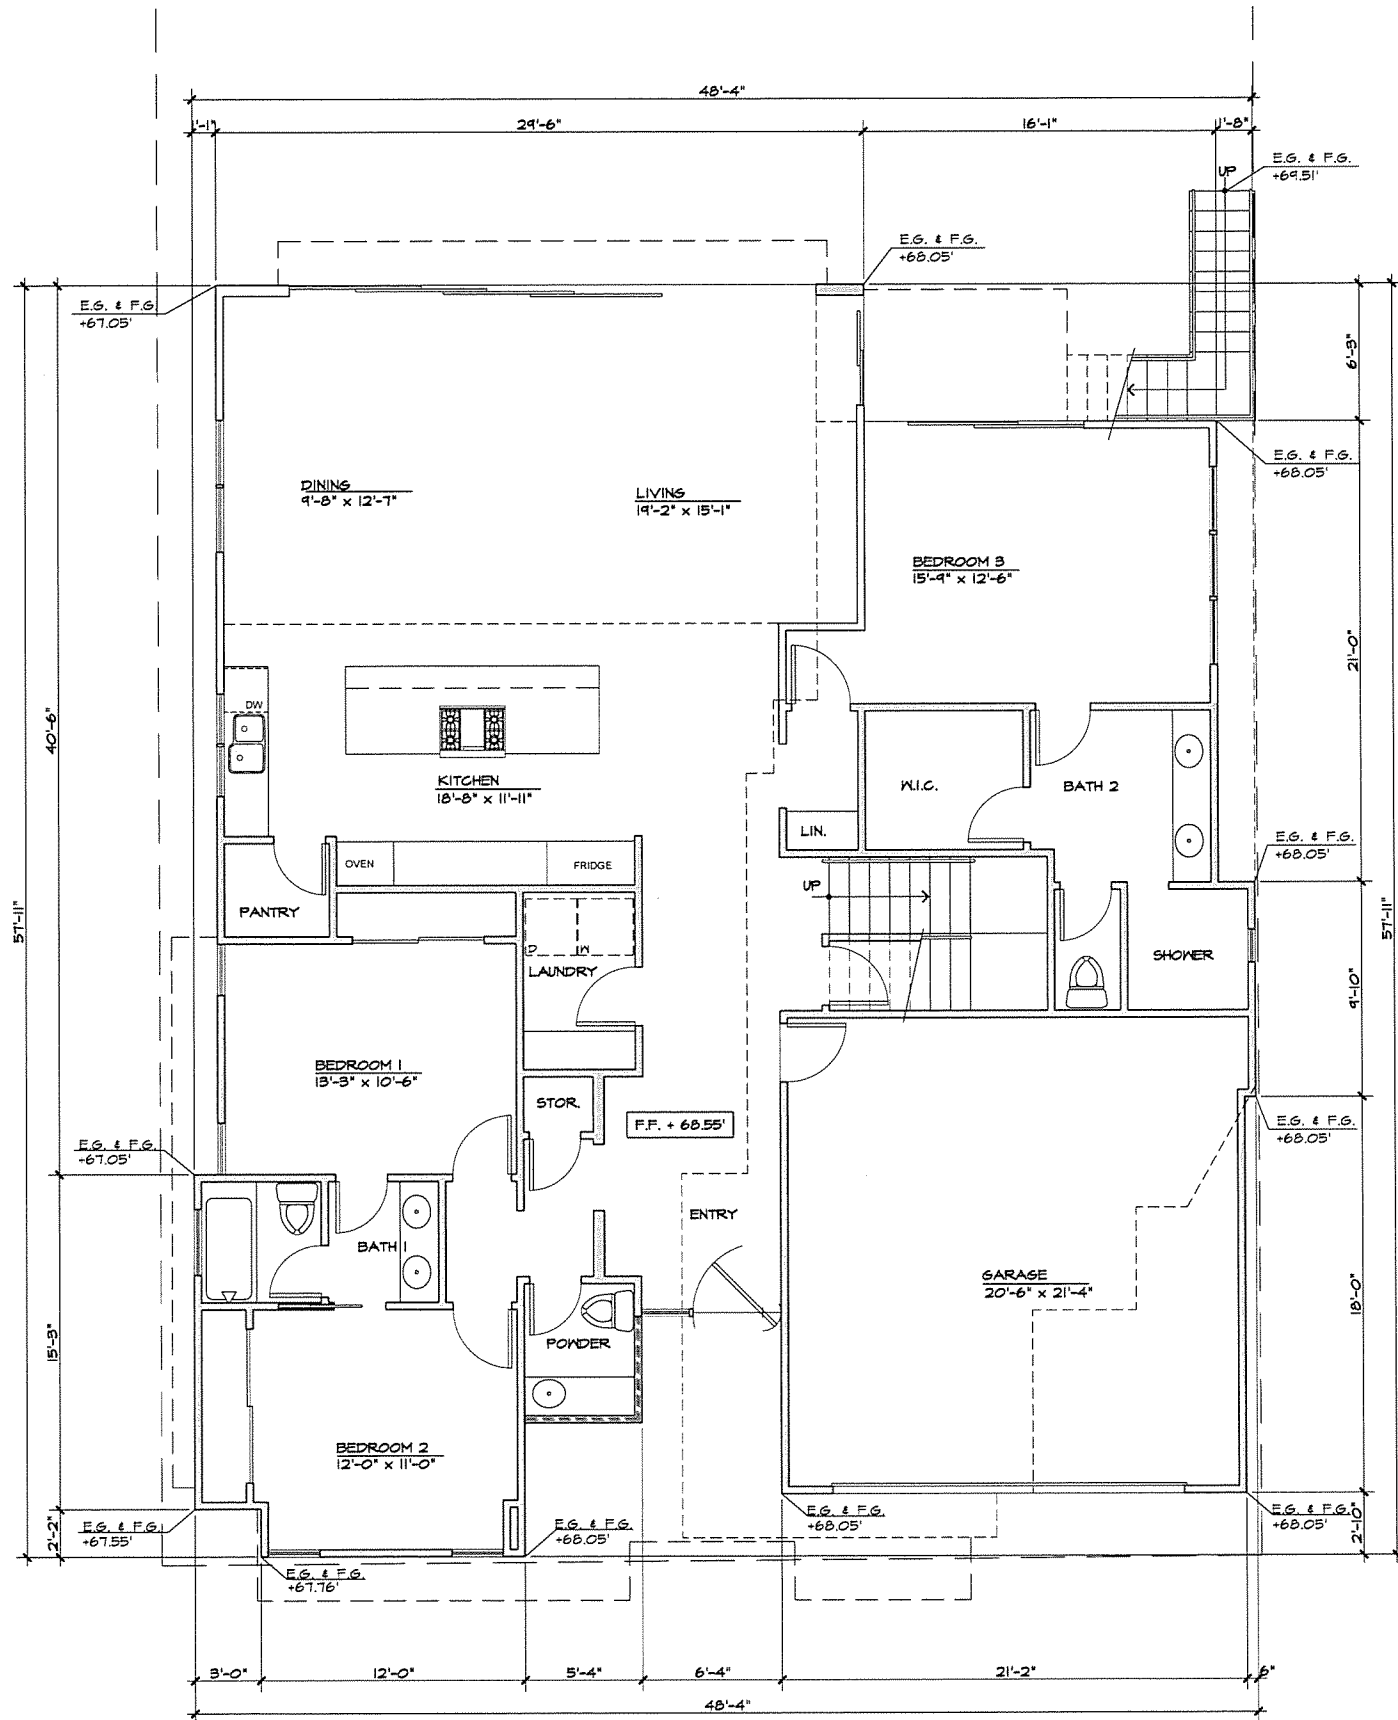 48'-4"
1'-1" 29'-6" 16'-1" 1'-8"
E.G. & F.G.
+69.51'
UP
E.G. & F.G.
+68.05'
E.G. & F.G.
+67.05'
6'-3"
E.G. & F.G.
+68.05'
DINING
9'-8" x 12'-7"
LIVING
19'-2" x 15'-1"
BEDROOM 3
15'-9" x 12'-6"
21'-0"
40'-6"
DW
KITCHEN
18'-8" x 11'-11"
W.I.C.
BATH 2
LIN.
E.G. & F.G.
+68.05'
OVEN
FRIDGE
UP
PANTRY
57'-11"
57'-11"
D W
LAUNDRY
SHOWER
9'-10"
BEDROOM 1
13'-3" x 10'-6"
STOR.
F.F. + 68.55'
E.G. & F.G.
+68.05'
E.G. & F.G.
+67.05'
ENTRY
BATH 1
GARAGE
20'-6" x 21'-4"
18'-0"
15'-3"
POWDER
BEDROOM 2
12'-0" x 11'-0"
2'-2"
E.G. & F.G.
+67.55'
E.G. & F.G.
+68.05'
E.G. & F.G.
+68.05'
E.G. & F.G.
+68.05'
2'-10"
E.G. & F.G.
+67.76'
3'-0" 12'-0" 5'-4" 6'-4" 21'-2" 6"
48'-4"